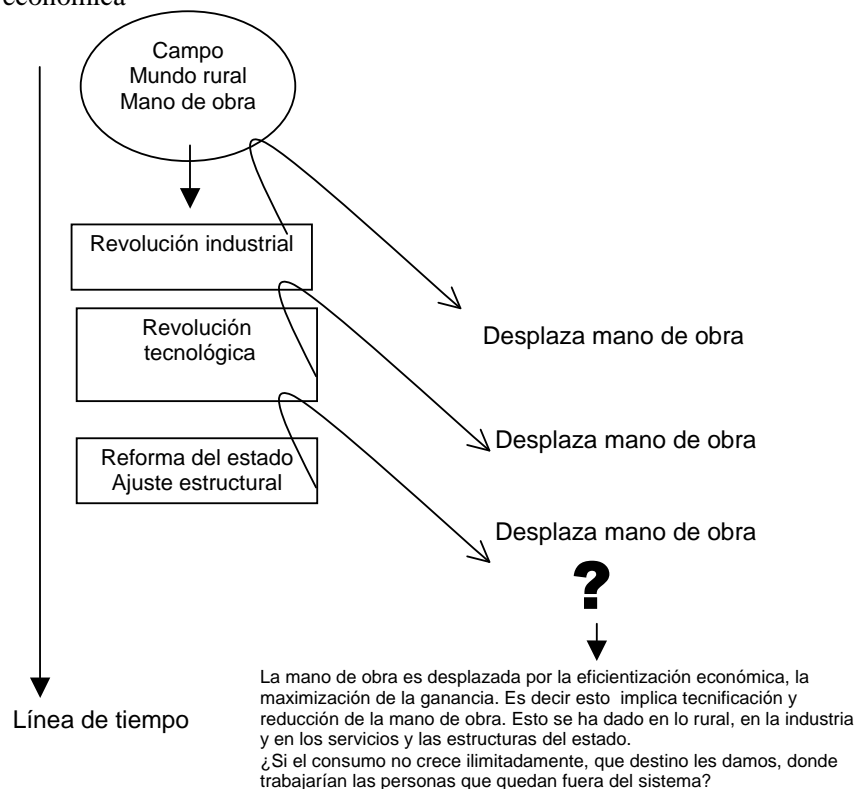 económica
Campo
Mundo rural
Mano de obra
Revolución industrial
Revolución
tecnológica
Desplaza mano de obra
Reforma del estado
Ajuste estructural
Desplaza mano de obra
Desplaza mano de obra
?
Línea de tiempo
La mano de obra es desplazada por la eficientización económica, la
maximización de la ganancia. Es decir esto implica tecnificación y
reducción de la mano de obra. Esto se ha dado en lo rural, en la industria
y en los servicios y las estructuras del estado.
¿Si el consumo no crece ilimitadamente, que destino les damos, donde
trabajarían las personas que quedan fuera del sistema?